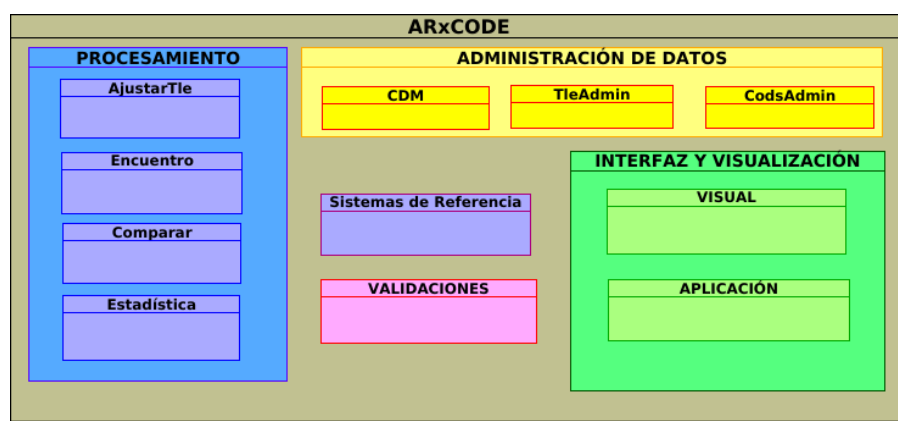 ARxCODE
PROCESAMIENTO
AjustarTle
Encuentro
Comparar
Estadística
ADMINISTRACIÓN DE DATOS
CDM
TleAdmin
CodsAdmin
Sistemas de Referencia
VALIDACIONES
INTERFAZ Y VISUALIZACIÓN
VISUAL
APLICACIÓN